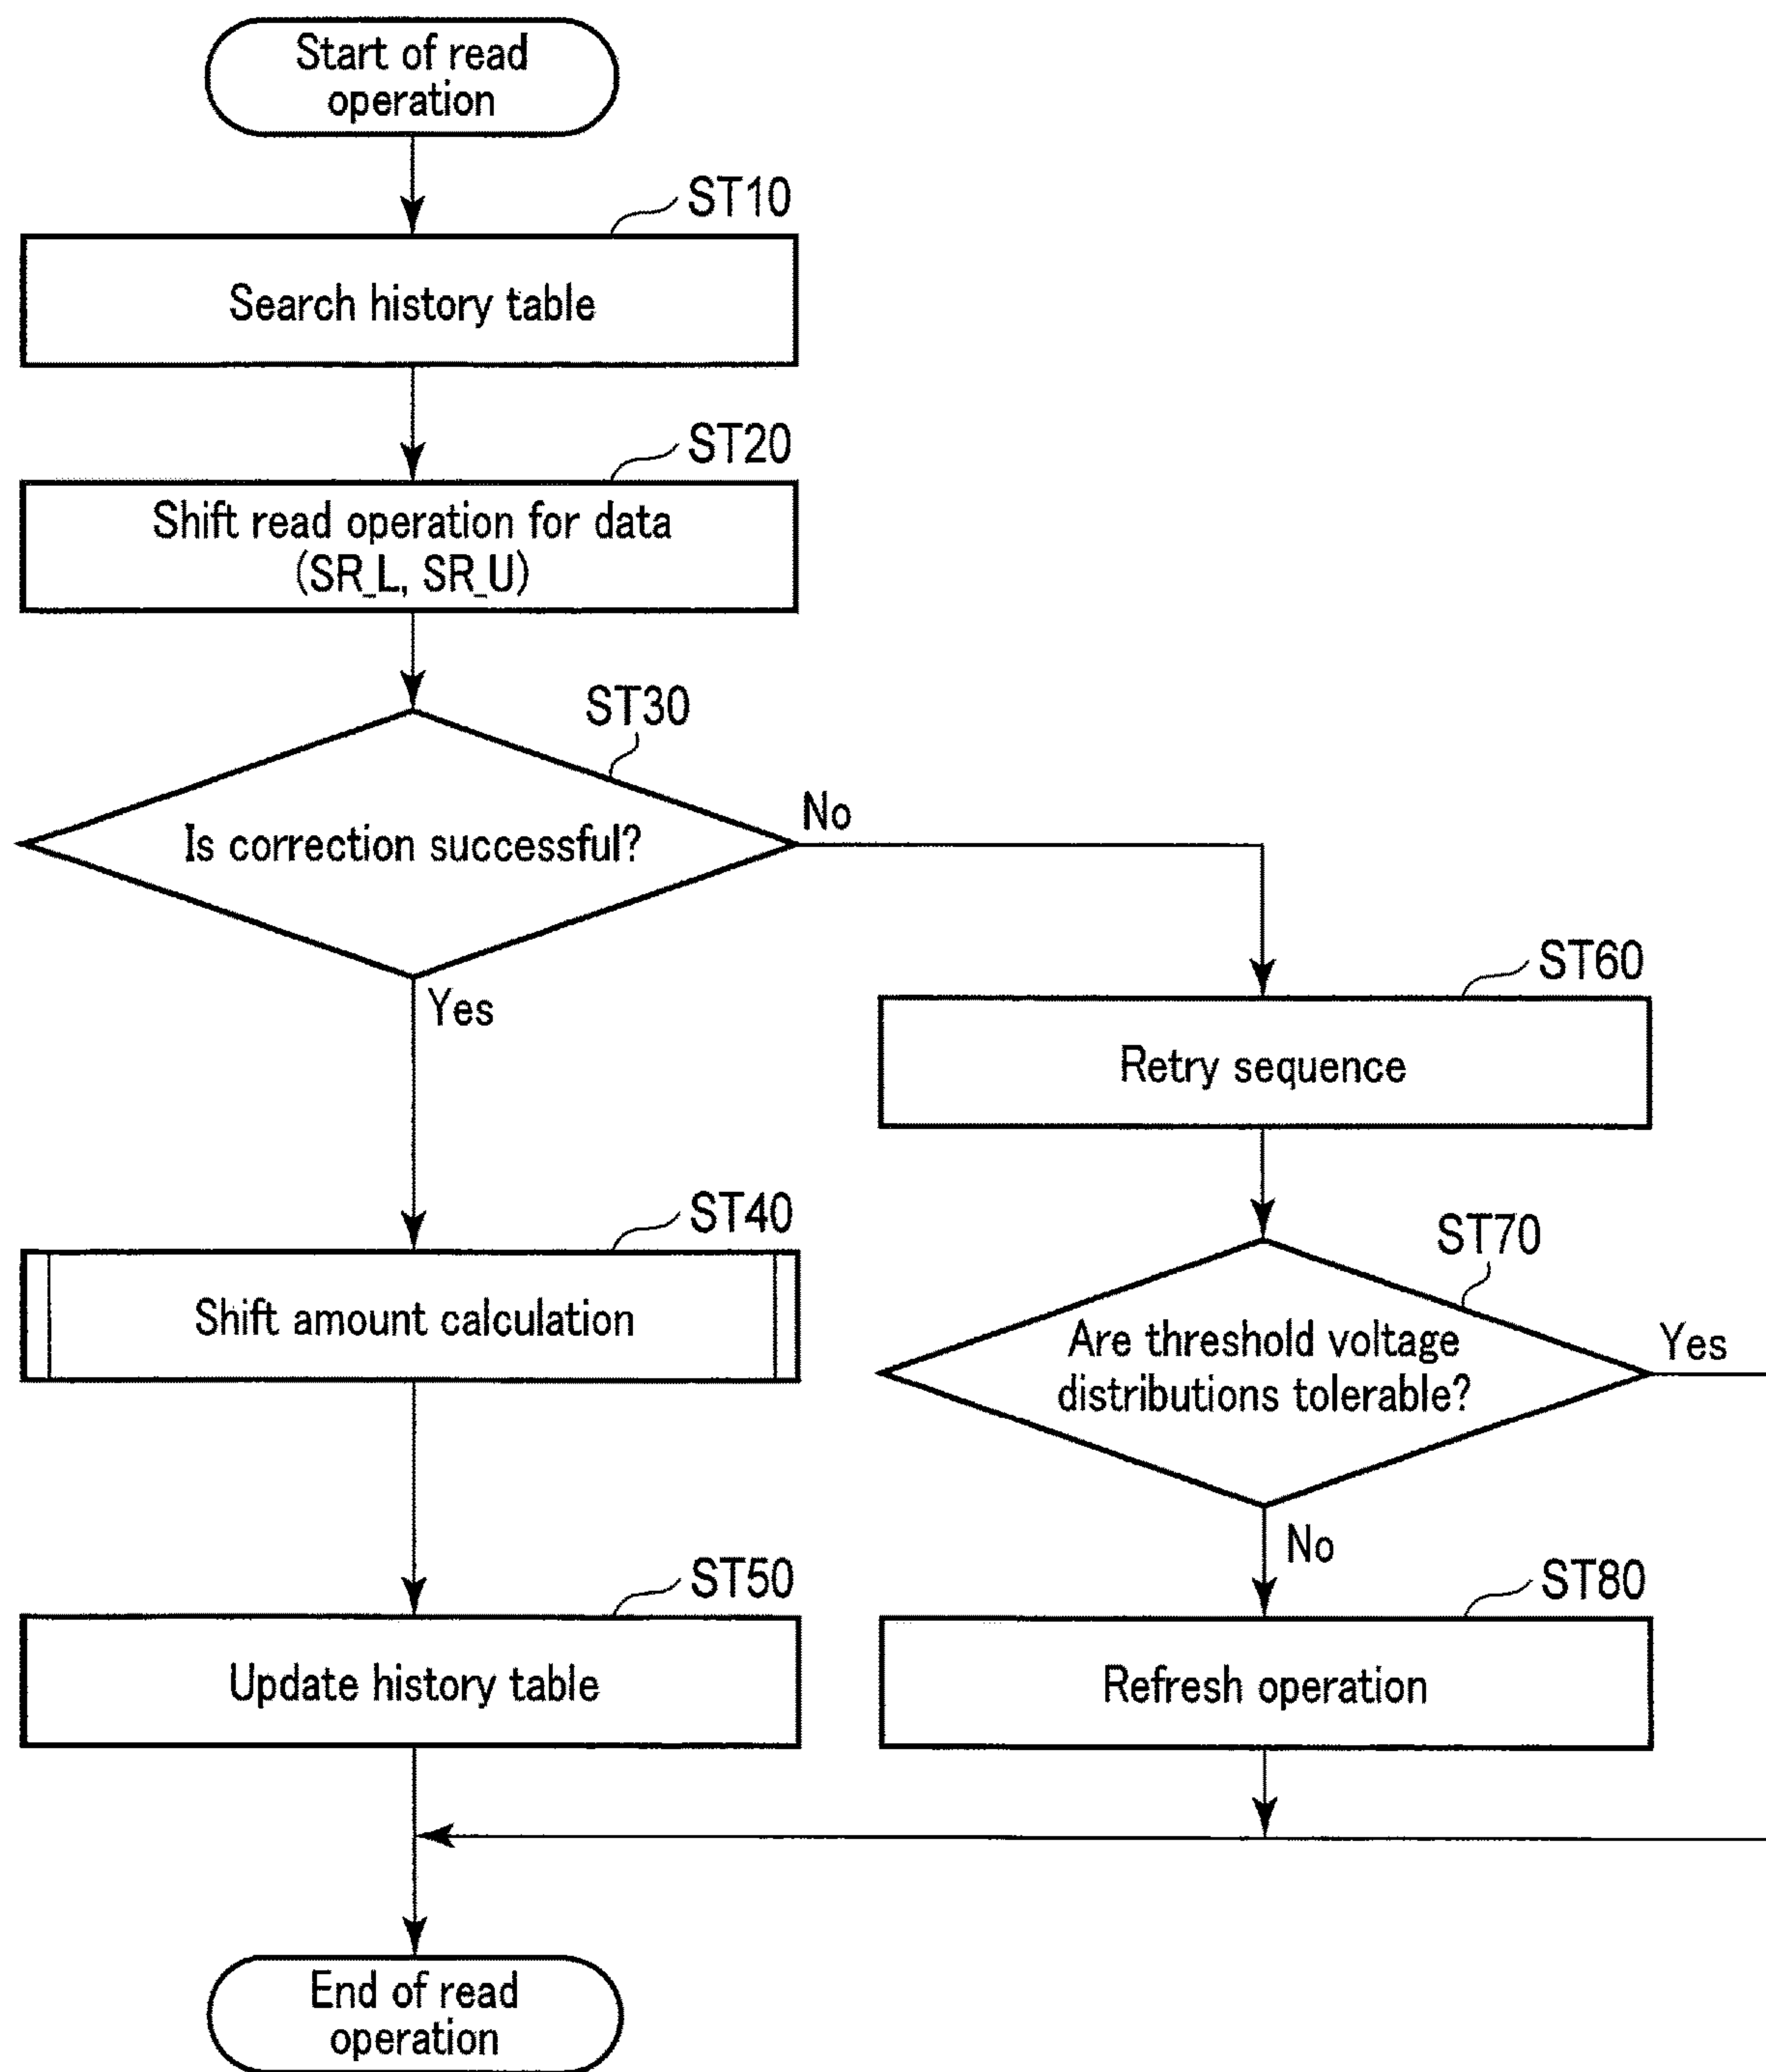 Start of read
operation
ST10
Search history table
ST20
Shift read operation for data
(SR_L, SR_U)
ST30
Is correction successful?
No
Yes
ST60
Retry sequence
ST40
Shift amount calculation
ST70
Are threshold voltage
distributions tolerable?
Yes
No
ST50
Update history table
ST80
Refresh operation
End of read
operation